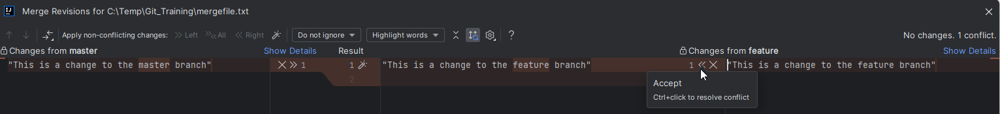 IJ Merge Revisions for C:\Temp\Git_Training\mergefile.txt
Apply non-conflicting changes: Left All Right Do not ignore Highlight words ? No changes. 1 conflict.
Changes from master Show Details Result Changes from feature Show Details
"This is a change to the master branch" 1 1 "This is a change to the feature branch" 1 "This is a change to the feature branch"
2
Accept
Ctrl+click to resolve conflict